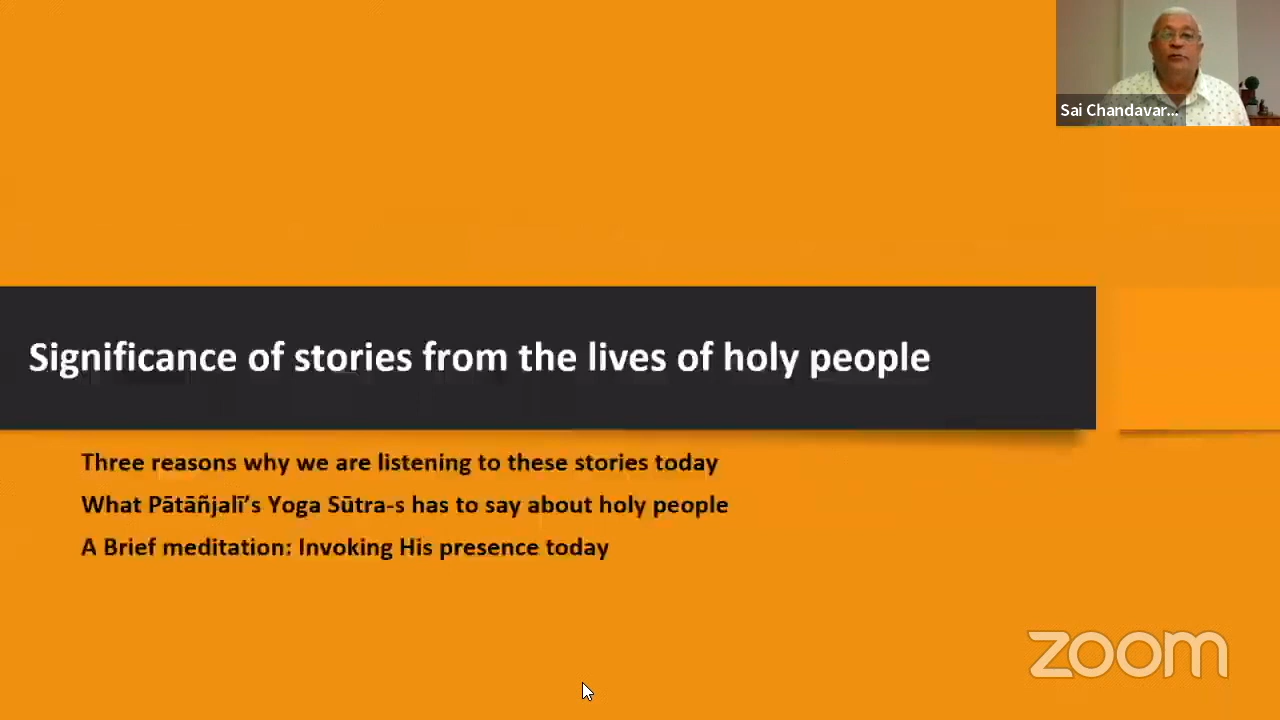 Sai Chandavar...
Significance of stories from the lives of holy people
Three reasons why we are listening to these stories today
What Pātāñjalī's Yoga Sūtra-s has to say about holy people
A Brief meditation: Invoking His presence today
zoom